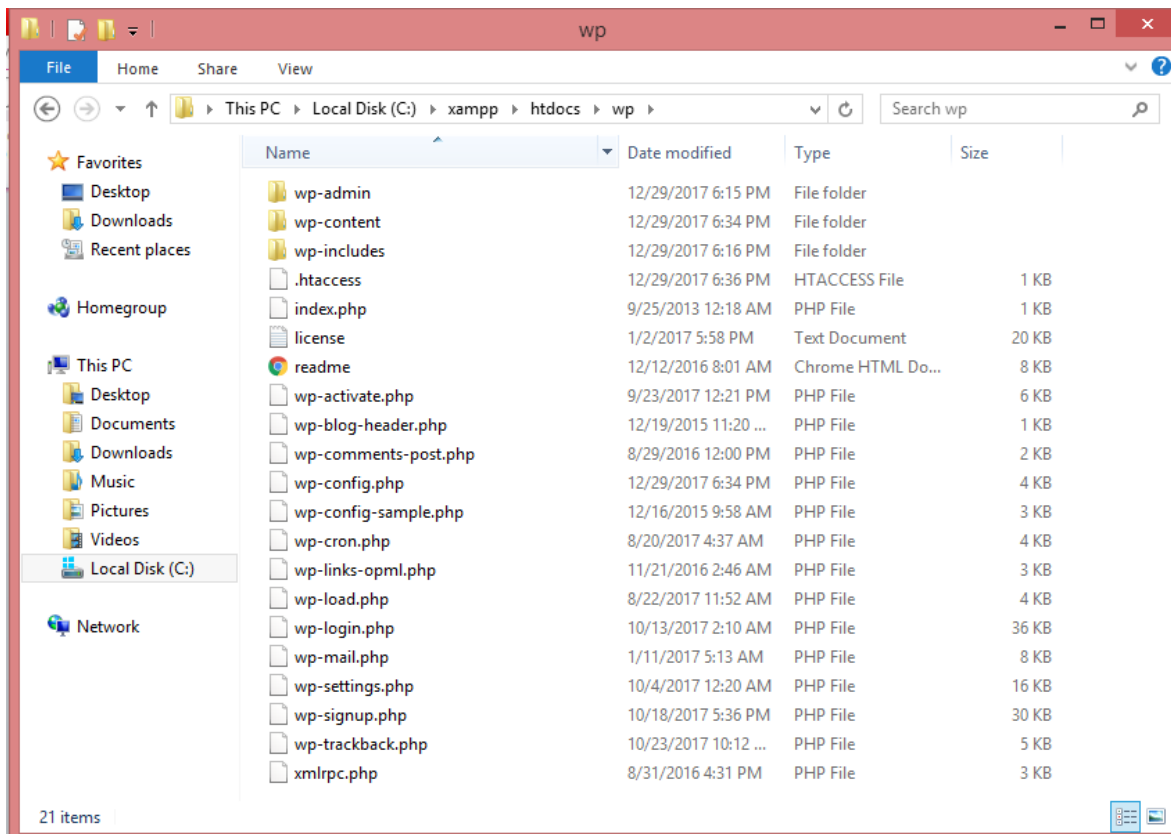 wp
File Home Share View
This PC Local Disk (C:) xampp htdocs wp Search wp
Name Date modified Type Size
Favorites
Desktop
Downloads
Recent places
Homegroup
This PC
Desktop
Documents
Downloads
Music
Pictures
Videos
Local Disk (C:)
Network
wp-admin 12/29/2017 6:15 PM File folder
wp-content 12/29/2017 6:34 PM File folder
wp-includes 12/29/2017 6:16 PM File folder
.htaccess 12/29/2017 6:36 PM HTACCESS File 1 KB
index.php 9/25/2013 12:18 AM PHP File 1 KB
license 1/2/2017 5:58 PM Text Document 20 KB
readme 12/12/2016 8:01 AM Chrome HTML Do... 8 KB
wp-activate.php 9/23/2017 12:21 PM PHP File 6 KB
wp-blog-header.php 12/19/2015 11:20 ... PHP File 1 KB
wp-comments-post.php 8/29/2016 12:00 PM PHP File 2 KB
wp-config.php 12/29/2017 6:34 PM PHP File 4 KB
wp-config-sample.php 12/16/2015 9:58 AM PHP File 3 KB
wp-cron.php 8/20/2017 4:37 AM PHP File 4 KB
wp-links-opml.php 11/21/2016 2:46 AM PHP File 3 KB
wp-load.php 8/22/2017 11:52 AM PHP File 4 KB
wp-login.php 10/13/2017 2:10 AM PHP File 36 KB
wp-mail.php 1/11/2017 5:13 AM PHP File 8 KB
wp-settings.php 10/4/2017 12:20 AM PHP File 16 KB
wp-signup.php 10/18/2017 5:36 PM PHP File 30 KB
wp-trackback.php 10/23/2017 10:12 ... PHP File 5 KB
xmlrpc.php 8/31/2016 4:31 PM PHP File 3 KB
21 items